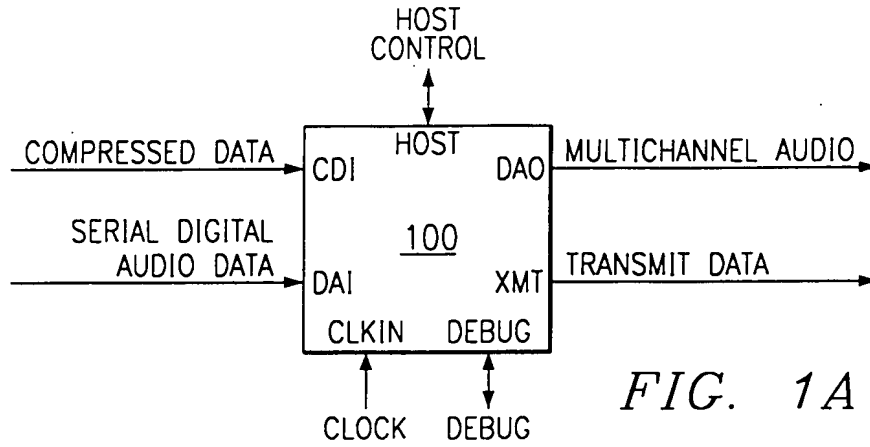 HOST
CONTROL
COMPRESSED DATA
HOST
MULTICHANNEL AUDIO
CDI
DAO
SERIAL DIGITAL
AUDIO DATA
100
TRANSMIT DATA
DAI
XMT
CLKIN
DEBUG
CLOCK
DEBUG
FIG. 1A